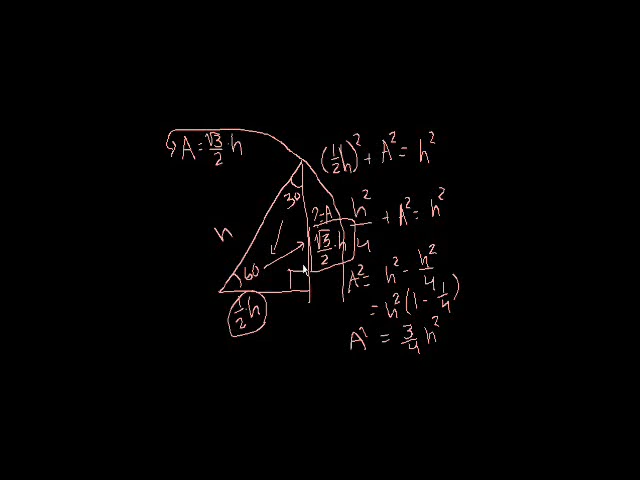 A = √3/2 · h
(1/2 h)² + A² = h²
30
? = A
h²/4 + A² = h²
h
√3/2 · h
60
A² = h² - h²/4
= h² (1 - 1/4)
1/2 h
A² = 3/4 h²